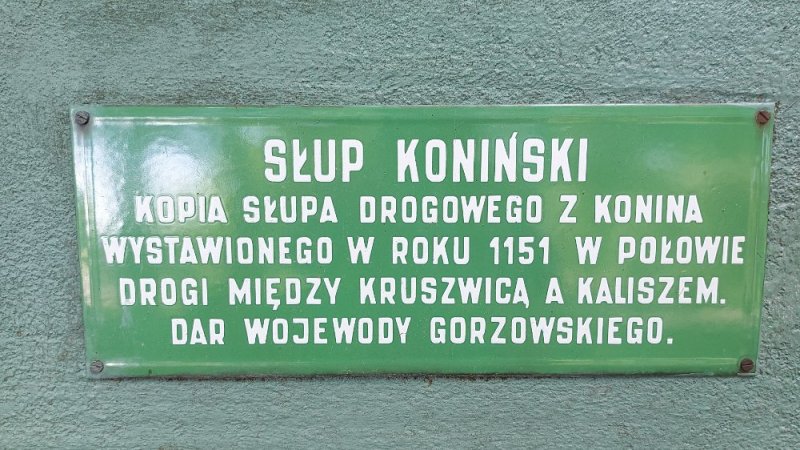 SŁUP KONIŃSKI
KOPIA SŁUPA DROGOWEGO Z KONINA
WYSTAWIONEGO W ROKU 1151 W POŁOWIE
DROGI MIĘDZY KRUSZWICĄ A KALISZEM.
DAR WOJEWODY GORZOWSKIEGO.